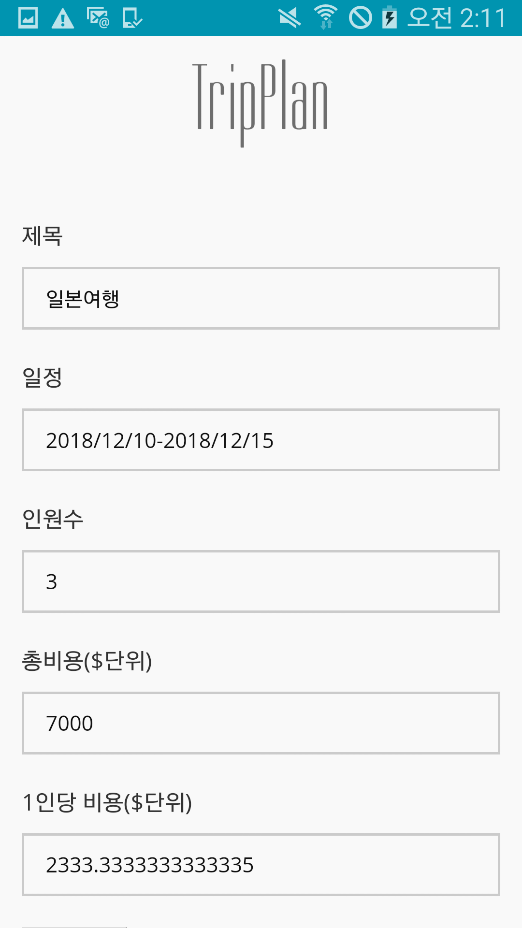 오전 2:11
TripPlan
제목
일본여행
일정
2018/12/10-2018/12/15
인원수
3
총비용($단위)
7000
1인당 비용($단위)
2333.3333333333335